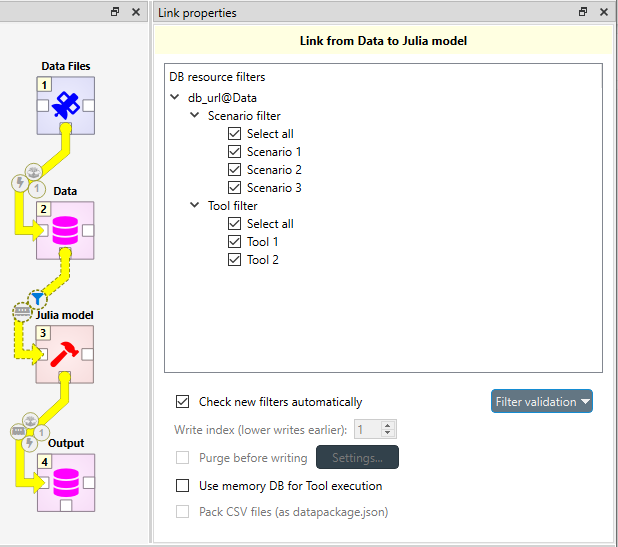 Link properties
Link from Data to Julia model
DB resource filters
db_url@Data
Scenario filter
Select all
Scenario 1
Scenario 2
Scenario 3
Tool filter
Select all
Tool 1
Tool 2
Check new filters automatically
Filter validation
Write index (lower writes earlier): 1
Purge before writing
Settings...
Use memory DB for Tool execution
Pack CSV files (as datapackage.json)
Data Files
1
1
Data
2
Julia model
3
1
Output
4